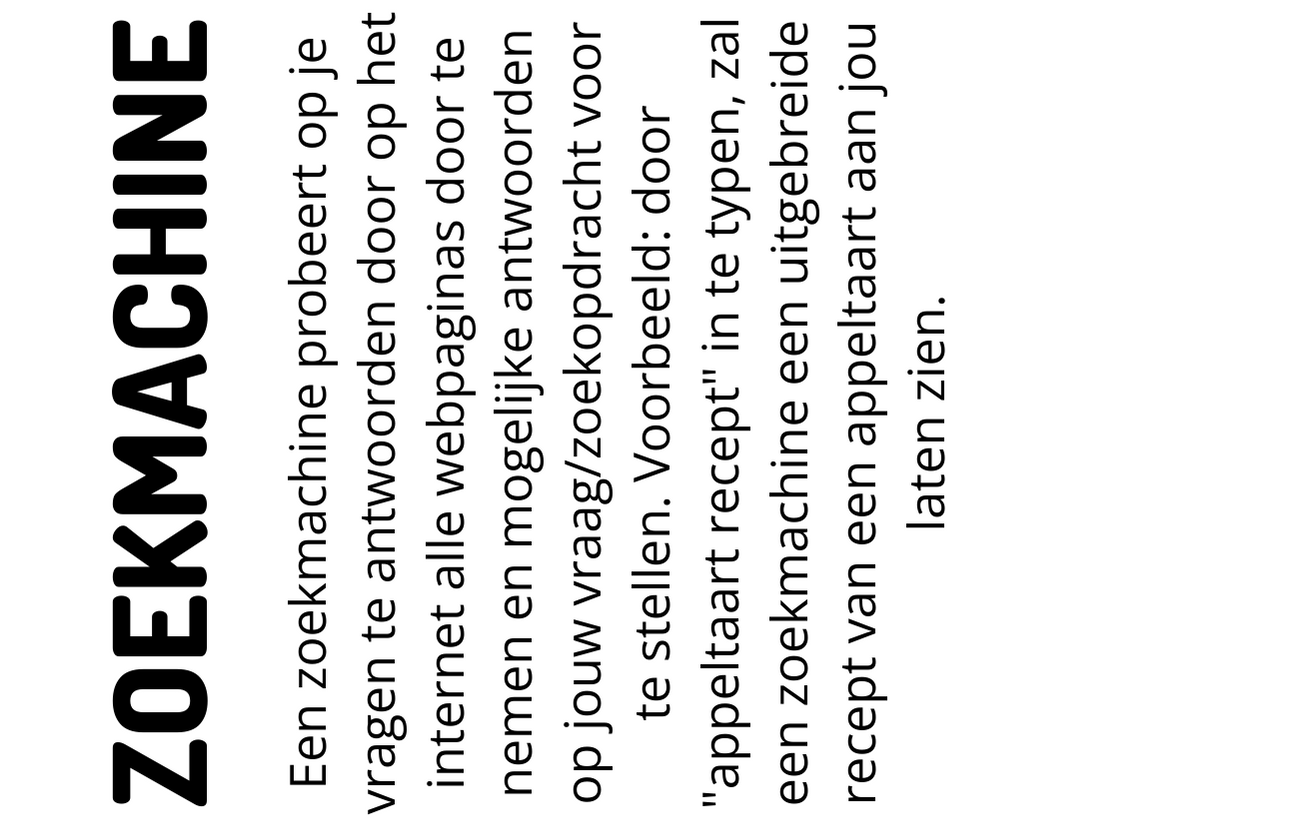 ZOEKMACHINE
Een zoekmachine probeert op je
vragen te antwoorden door op het
internet alle webpaginas door te
nemen en mogelijke antwoorden
op jouw vraag/zoekopdracht voor
te stellen. Voorbeeld: door
"appeltaart recept" in te typen, zal
een zoekmachine een uitgebreide
recept van een appeltaart aan jou
laten zien.